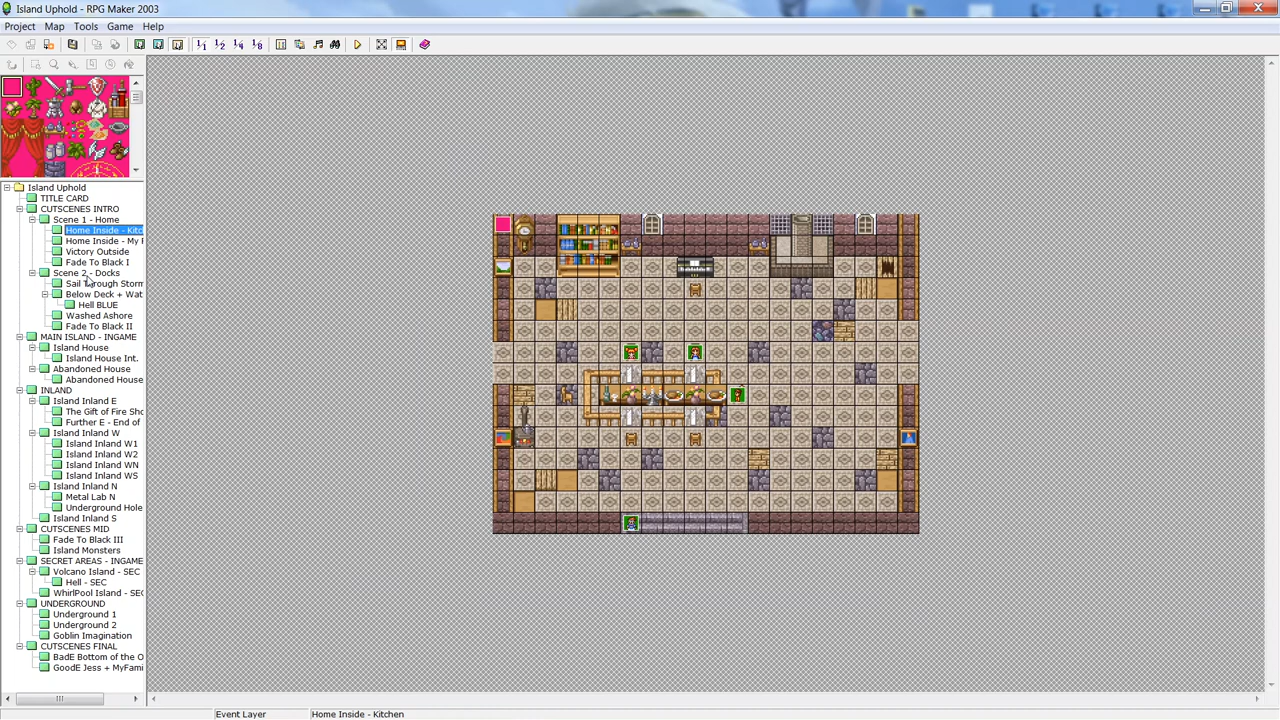 Island Uphold - RPG Maker 2003
Project Map Tools Game Help
Island Uphold
TITLE CARD
CUTSCENES INTRO
Scene 1 - Home
Home Inside - Kitc
Home Inside - My
Victory Outside
Fade To Black I
Scene 2 - Docks
Sail Through Storm
Below Deck + Wat
Hell BLUE
Washed Ashore
Fade To Black II
MAIN ISLAND - INGAME
Island House
Island House Int.
Abandoned House
Abandoned House
INLAND
Island Inland E
The Gift of Fire Sho
Further E - End of
Island Inland W
Island Inland W1
Island Inland W2
Island Inland WN
Island Inland WS
Island Inland N
Metal Lab N
Underground Hole
Island Inland S
CUTSCENES MID
Fade To Black III
Island Monsters
SECRET AREAS - INGAME
Volcano Island - SEC
Hell - SEC
WhirlPool Island - SEC
UNDERGROUND
Underground 1
Underground 2
Goblin Imagination
CUTSCENES FINAL
BadE Bottom of the O
GoodE Jess + MyFami
Event Layer Home Inside - Kitchen